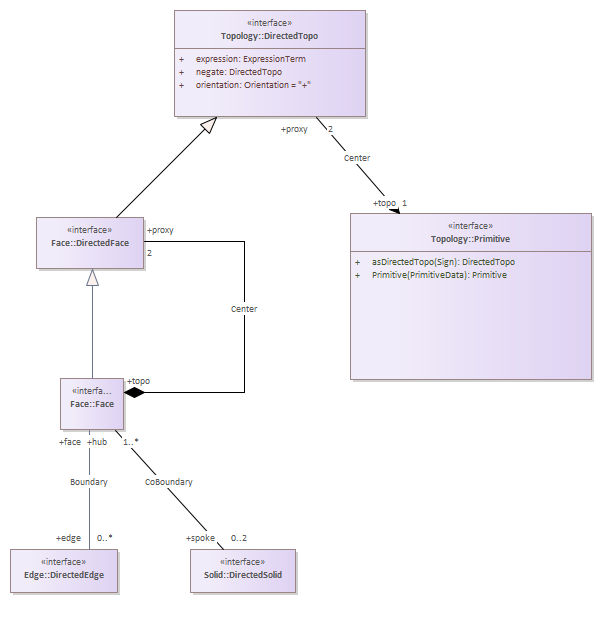 «interface»
Topology::DirectedTopo
+ expression: ExpressionTerm
+ negate: DirectedTopo
+ orientation: Orientation = "+"
+proxy 2
Center
+topo 1
«interface»
Topology::Primitive
+ asDirectedTopo(Sign): DirectedTopo
+ Primitive(PrimitiveData): Primitive
«interface»
Face::DirectedFace
+proxy
2
Center
+topo
«interfa...
Face::Face
+face +hub 1..*
Boundary
CoBoundary
+edge 0..*
+spoke 0..2
«interface»
Edge::DirectedEdge
«interface»
Solid::DirectedSolid